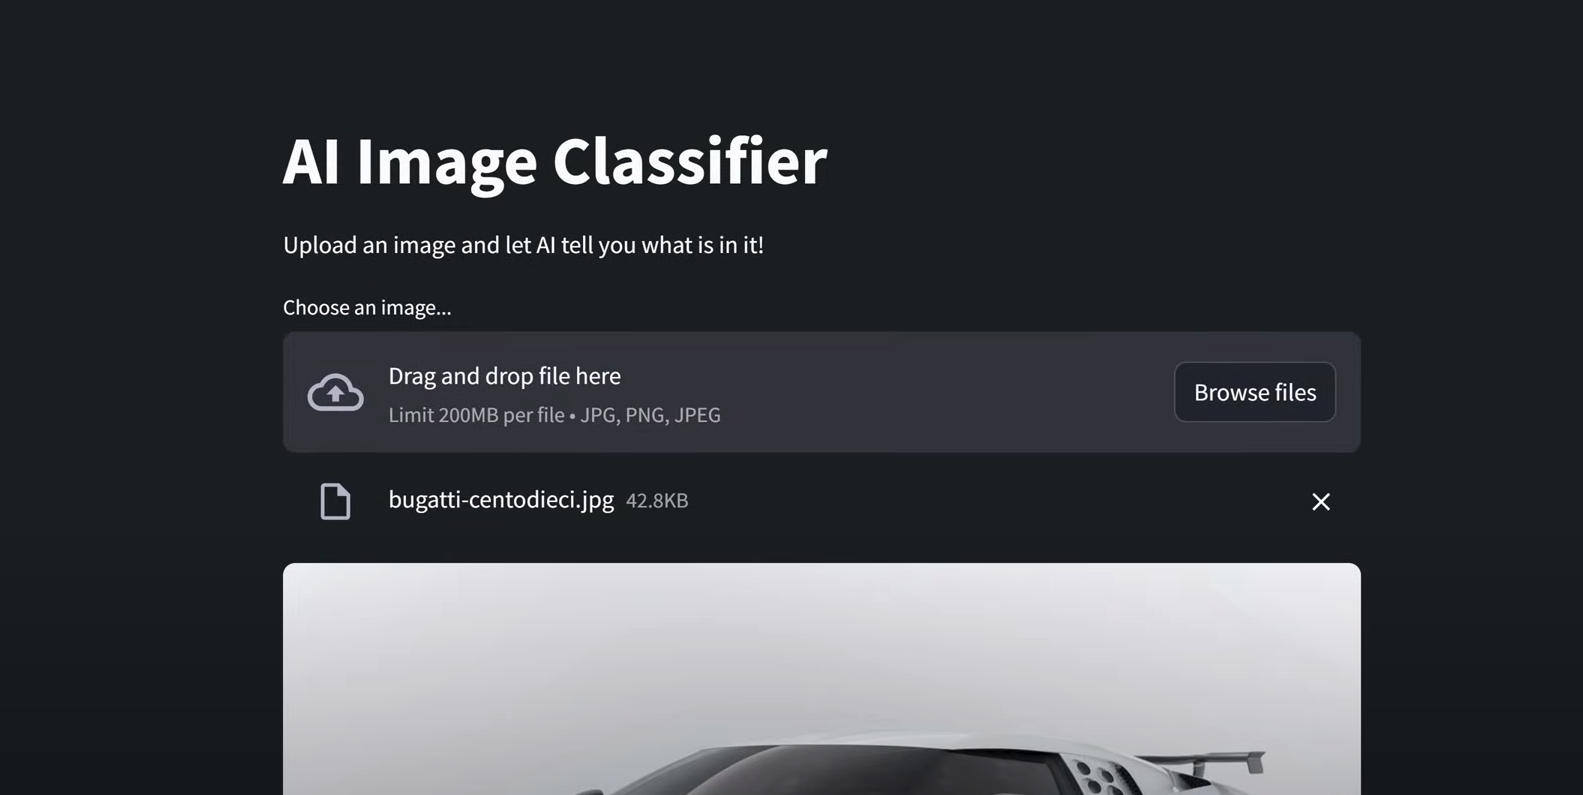 AI Image Classifier
Upload an image and let AI tell you what is in it!
Choose an image...
Drag and drop file here
Limit 200MB per file • JPG, PNG, JPEG
Browse files
bugatti-centodieci.jpg 42.8KB